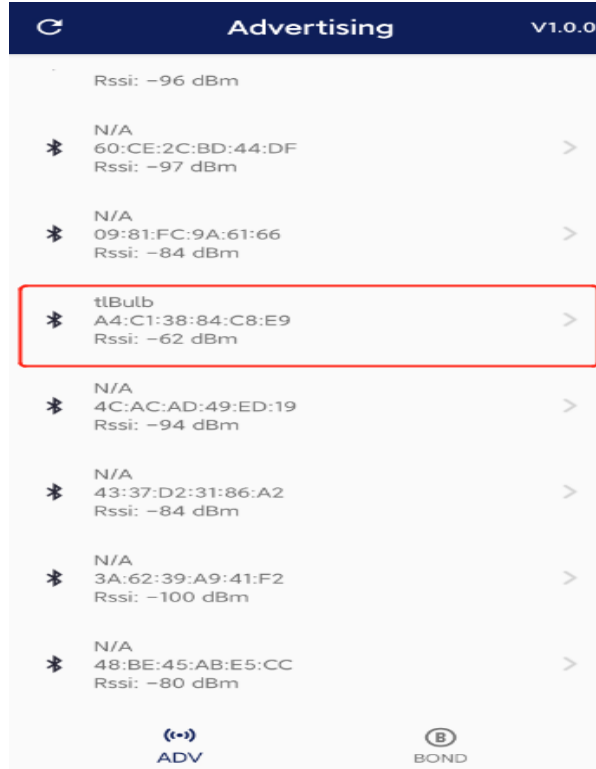 Advertising
V1.0.0
Rssi: -96 dBm
N/A
60:CE:2C:BD:44:DF
Rssi: -97 dBm
N/A
09:81:FC:9A:61:66
Rssi: -84 dBm
tlBulb
A4:C1:38:84:C8:E9
Rssi: -62 dBm
N/A
4C:AC:AD:49:ED:19
Rssi: -94 dBm
N/A
43:37:D2:31:86:A2
Rssi: -84 dBm
N/A
3A:62:39:A9:41:F2
Rssi: -100 dBm
N/A
48:BE:45:AB:E5:CC
Rssi: -80 dBm
B
ADV
BOND